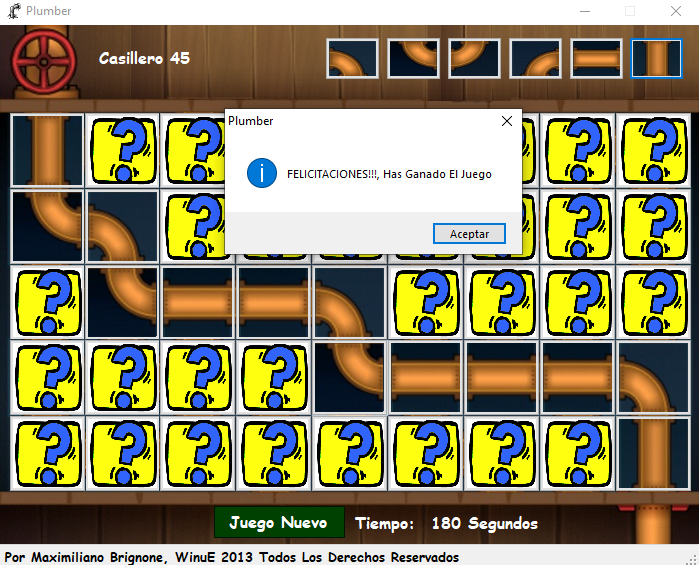 Plumber
Casillero 45
Plumber
FELICITACIONES!!!, Has Ganado El Juego
Aceptar
Juego Nuevo
Tiempo: 180 Segundos
Por Maximiliano Brignone, WinuE 2013 Todos Los Derechos Reservados